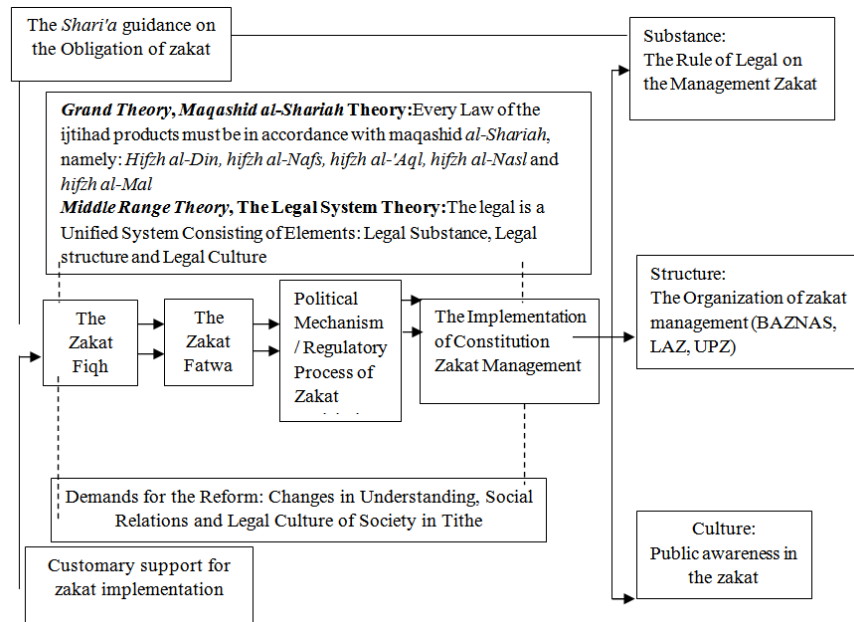 The Shari'a guidance on
the Obligation of zakat
Substance:
The Rule of Legal on
the Management Zakat
Grand Theory, Maqashid al-Shariah Theory:Every Law of the
ijtihad products must be in accordance with maqashid al-Shariah,
namely: Hifzh al-Din, hifzh al-Nafs, hifzh al-'Aql, hifzh al-Nasl and
hifzh al-Mal
Middle Range Theory, The Legal System Theory:The legal is a
Unified System Consisting of Elements: Legal Substance, Legal
structure and Legal Culture
The
Zakat
Fiqh
The
Zakat
Fatwa
Political
Mechanism
/ Regulatory
Process of
Zakat
The Implementation
of Constitution
Zakat Management
Structure:
The Organization of zakat
management (BAZNAS,
LAZ, UPZ)
Demands for the Reform: Changes in Understanding, Social
Relations and Legal Culture of Society in Tithe
Culture:
Public awareness in
the zakat
Customary support for
zakat implementation